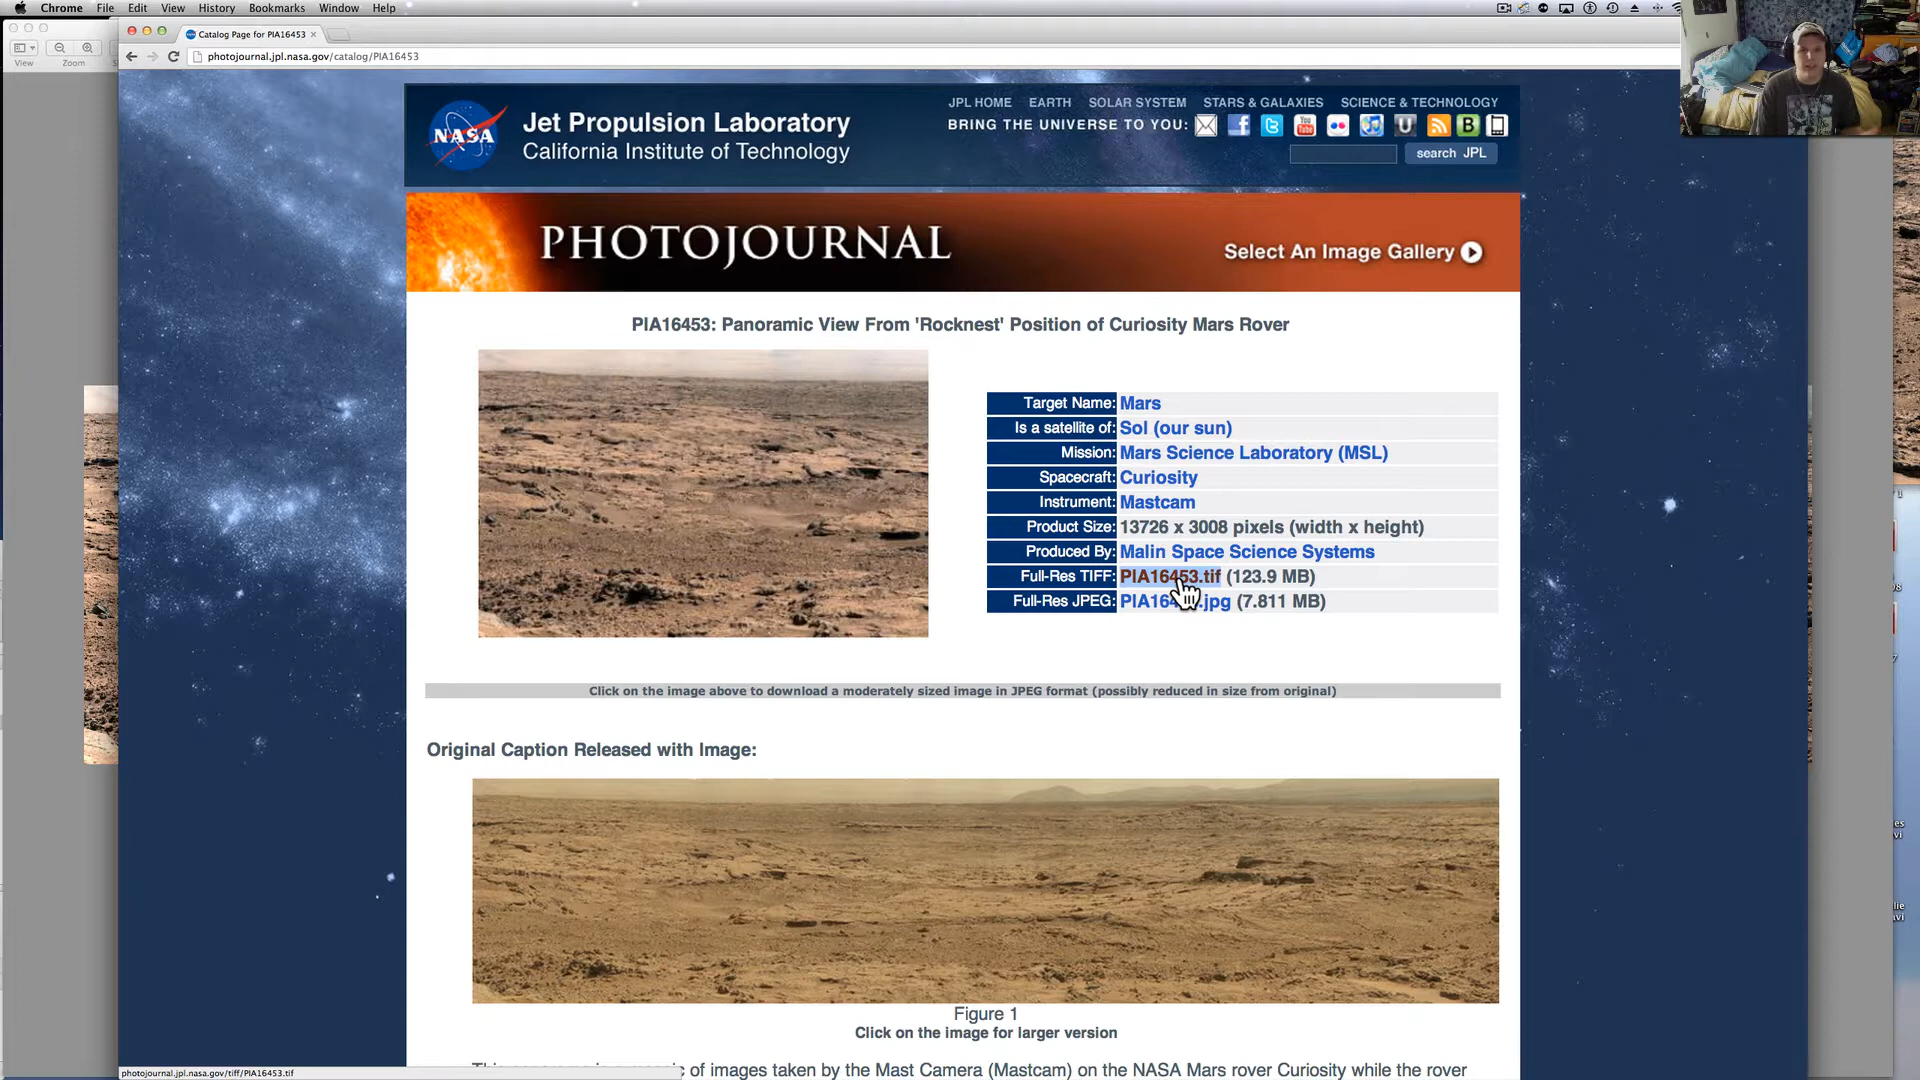 Chrome File Edit View History Bookmarks Window Help
Catalog Page for PIA16453
photojournal.jpl.nasa.gov/catalog/PIA16453
View Zoom
NASA
Jet Propulsion Laboratory
California Institute of Technology
JPL HOME EARTH SOLAR SYSTEM STARS & GALAXIES SCIENCE & TECHNOLOGY
BRING THE UNIVERSE TO YOU:
search JPL
PHOTOJOURNAL
Select An Image Gallery
PIA16453: Panoramic View From 'Rocknest' Position of Curiosity Mars Rover
Target Name: Mars
Is a satellite of: Sol (our sun)
Mission: Mars Science Laboratory (MSL)
Spacecraft: Curiosity
Instrument: Mastcam
Product Size: 13726 x 3008 pixels (width x height)
Produced By: Malin Space Science Systems
Full-Res TIFF: PIA16453.tif (123.9 MB)
Full-Res JPEG: .jpg (7.811 MB)
Click on the image above to download a moderately sized image in JPEG format (possibly reduced in size from original)
Original Caption Released with Image:
Figure 1
Click on the image for larger version
of images taken by the Mast Camera (Mastcam) on the NASA Mars rover Curiosity while the rover
photojournal.jpl.nasa.gov/tiff/PIA16453.tif